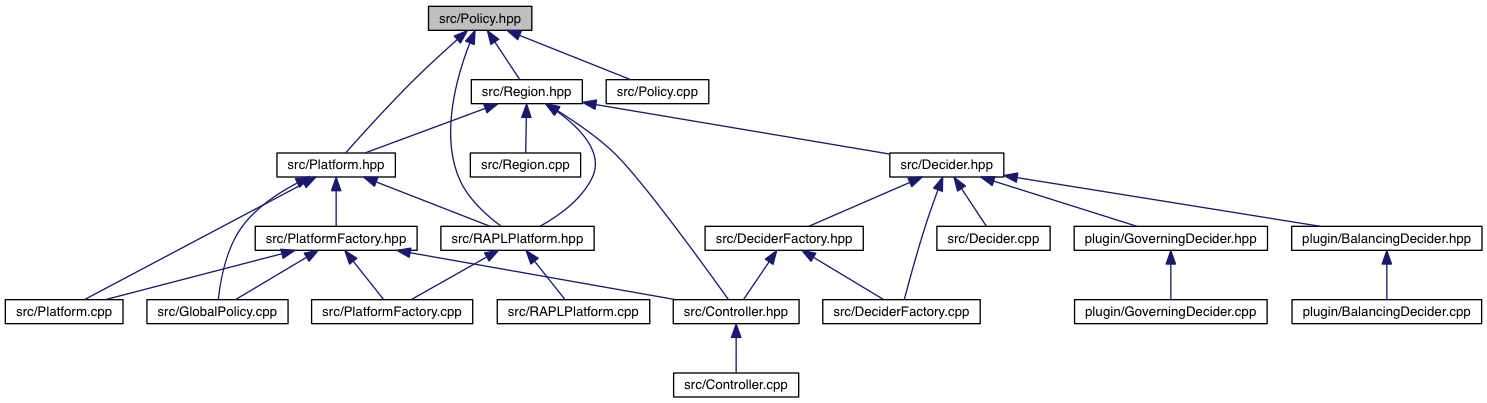 src/Policy.hpp
src/Region.hpp
src/Policy.cpp
src/Platform.hpp
src/Region.cpp
src/Decider.hpp
src/PlatformFactory.hpp
src/RAPLPlatform.hpp
src/DeciderFactory.hpp
src/Decider.cpp
plugin/GoverningDecider.hpp
plugin/BalancingDecider.hpp
src/Platform.cpp
src/GlobalPolicy.cpp
src/PlatformFactory.cpp
src/RAPLPlatform.cpp
src/Controller.hpp
src/DeciderFactory.cpp
plugin/GoverningDecider.cpp
plugin/BalancingDecider.cpp
src/Controller.cpp